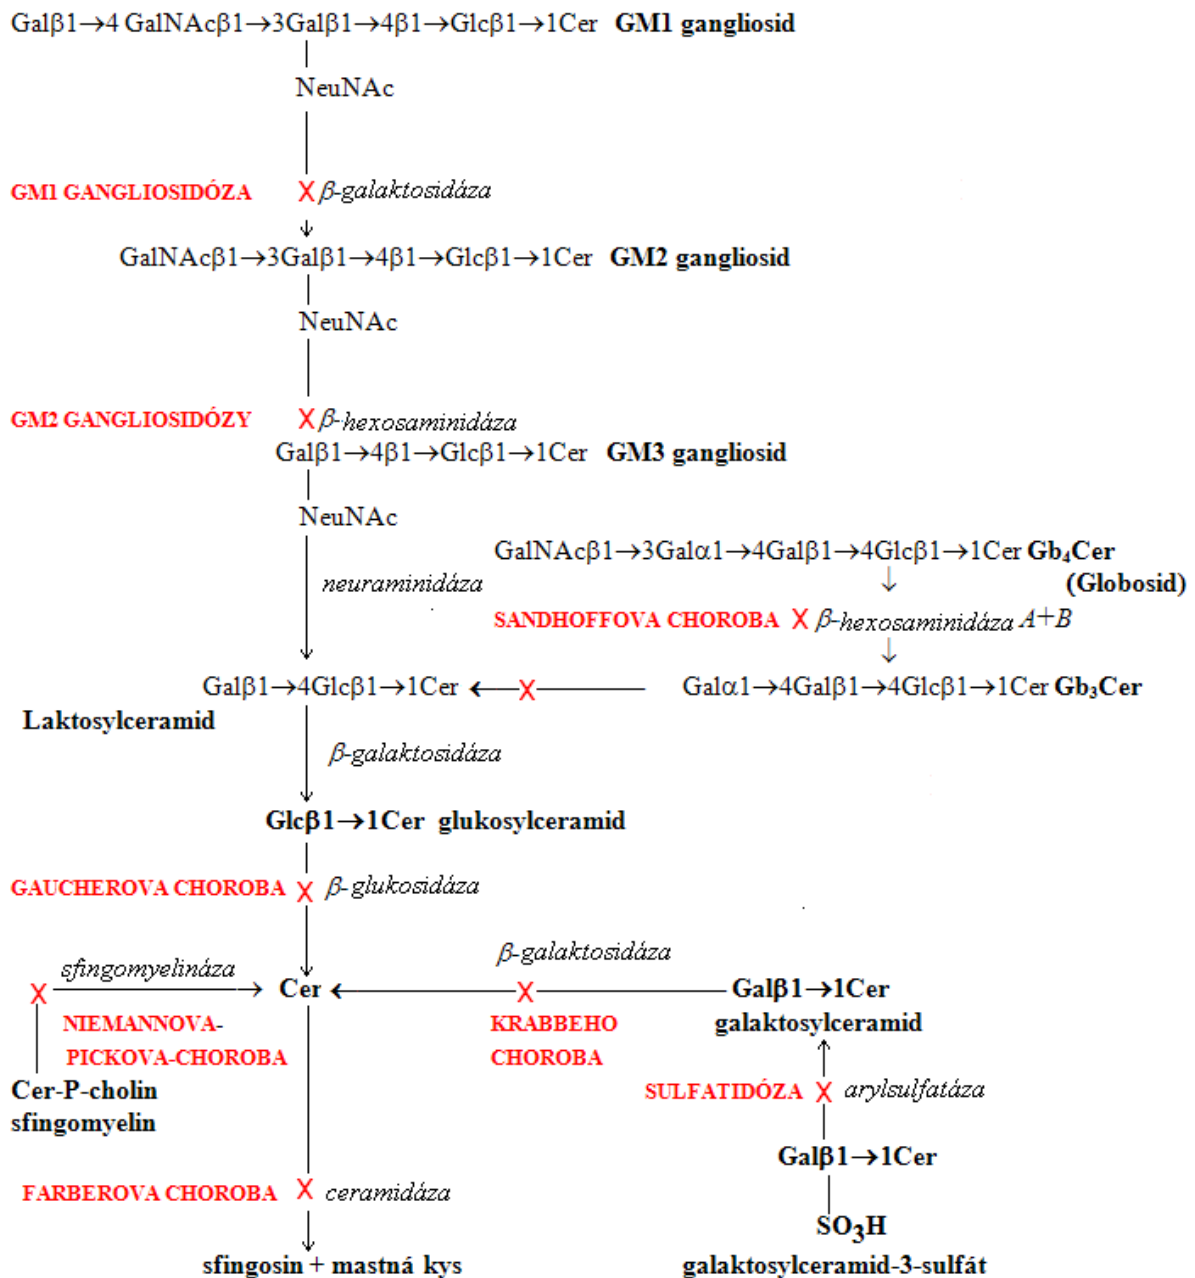 Galβ1→4 GalNAcβ1→3Galβ1→4β1→Glcβ1→1Cer GM1 gangliosid
NeuNAc
GM1 GANGLIOSIDÓZA X β-galaktosidáza
GalNAcβ1→3Galβ1→4β1→Glcβ1→1Cer GM2 gangliosid
NeuNAc
GM2 GANGLIOSIDÓZY X β-hexosaminidáza
Galβ1→4β1→Glcβ1→1Cer GM3 gangliosid
NeuNAc
GalNAcβ1→3Galα1→4Galβ1→4Glcβ1→1Cer Gb₄Cer
(Globosid)
neuraminidáza
SANDHOFFOVA CHOROBA X β-hexosaminidáza A+B
Galβ1→4Glcβ1→1Cer ←X— Galα1→4Galβ1→4Glcβ1→1Cer Gb₃Cer
Laktosylceramid
β-galaktosidáza
Glcβ1→1Cer glukosylceramid
GAUCHEROVA CHOROBA X β-glukosidáza
sfingomyelináza
β-galaktosidáza
X → Cer ← X Galβ1→1Cer
galaktosylceramid
NIEMANNOVA-
PICKOVA-CHOROBA
KRABBEHO
CHOROBA
Cer-P-cholin
sfingomyelin
SULFATIDÓZA X arylsulfatáza
Galβ1→1Cer
FARBEROVA CHOROBA X ceramidáza
SO₃H
sfingosin + mastná kys
galaktosylceramid-3-sulfát